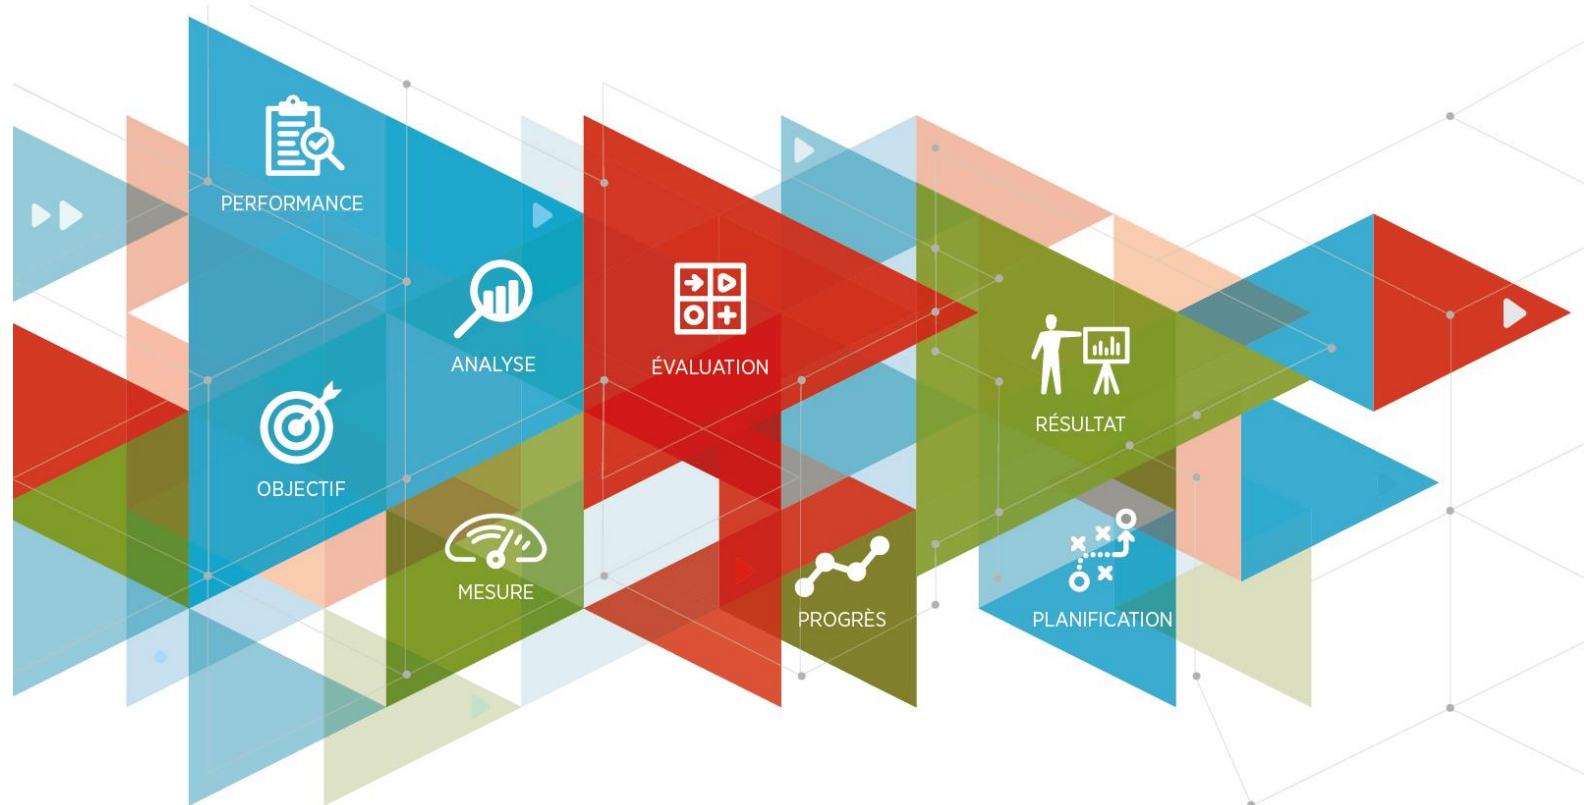 PERFORMANCE
ANALYSE
OBJECTIF
MESURE
ÉVALUATION
PROGRÈS
RÉSULTAT
PLANIFICATION